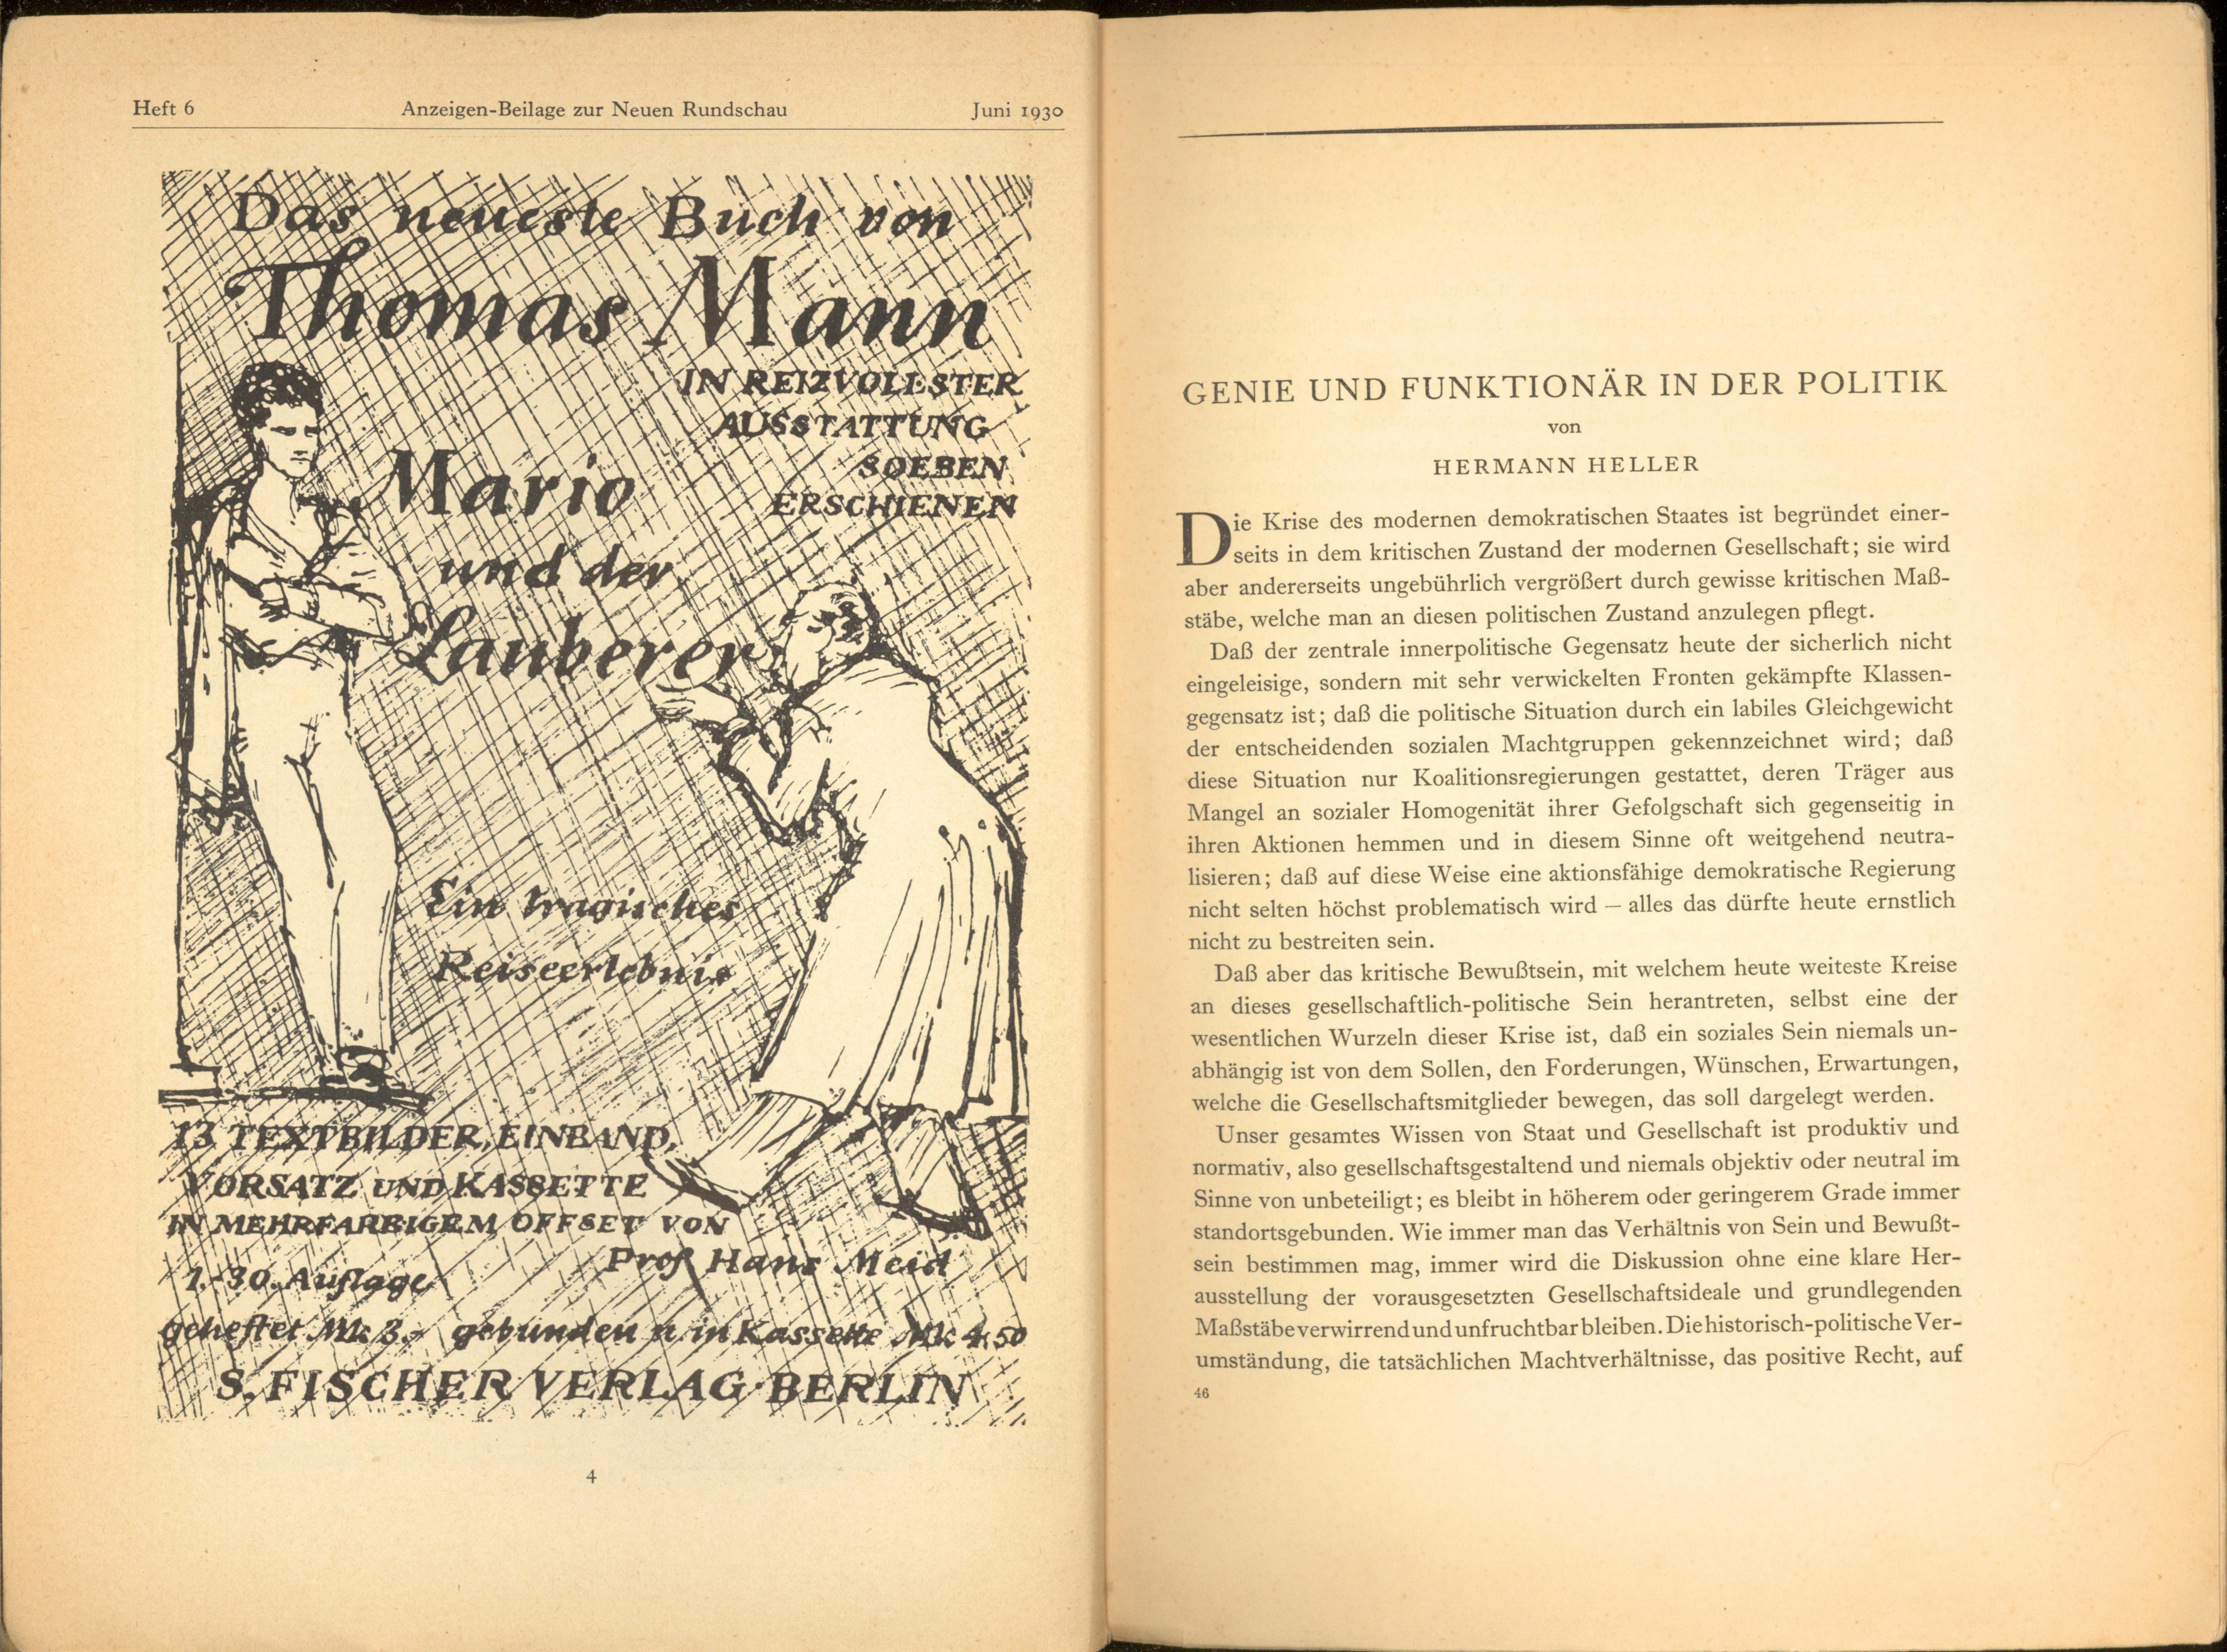 Heft 6 Anzeigen-Beilage zur Neuen Rundschau Juni 1930
Das neueste Buch von
Thomas Mann
IN REIZVOLLSTER
AUSSTATTUNG
SOEBEN
ERSCHIENEN
Mario
und der
Zauberer
Ein tragisches
Reiseerlebnis
13 TEXTBILDER, EINBAND,
VORSATZ UND KASSETTE
IN MEHRFARBIGEM OFFSET VON
Prof Hans Meid
1.-30. Auflage
geheftet Mk 3.- gebunden u. in Kassette Mk 4.50
S. FISCHER VERLAG · BERLIN
4
GENIE UND FUNKTIONÄR IN DER POLITIK
von
HERMANN HELLER
Die Krise des modernen demokratischen Staates ist begründet einer-
seits in dem kritischen Zustand der modernen Gesellschaft; sie wird
aber andererseits ungebührlich vergrößert durch gewisse kritischen Maß-
stäbe, welche man an diesen politischen Zustand anzulegen pflegt.
Daß der zentrale innerpolitische Gegensatz heute der sicherlich nicht
eingeleisige, sondern mit sehr verwickelten Fronten gekämpfte Klassen-
gegensatz ist; daß die politische Situation durch ein labiles Gleichgewicht
der entscheidenden sozialen Machtgruppen gekennzeichnet wird; daß
diese Situation nur Koalitionsregierungen gestattet, deren Träger aus
Mangel an sozialer Homogenität ihrer Gefolgschaft sich gegenseitig in
ihren Aktionen hemmen und in diesem Sinne oft weitgehend neutra-
lisieren; daß auf diese Weise eine aktionsfähige demokratische Regierung
nicht selten höchst problematisch wird — alles das dürfte heute ernstlich
nicht zu bestreiten sein.
Daß aber das kritische Bewußtsein, mit welchem heute weiteste Kreise
an dieses gesellschaftlich-politische Sein herantreten, selbst eine der
wesentlichen Wurzeln dieser Krise ist, daß ein soziales Sein niemals un-
abhängig ist von dem Sollen, den Forderungen, Wünschen, Erwartungen,
welche die Gesellschaftsmitglieder bewegen, das soll dargelegt werden.
Unser gesamtes Wissen von Staat und Gesellschaft ist produktiv und
normativ, also gesellschaftsgestaltend und niemals objektiv oder neutral im
Sinne von unbeteiligt; es bleibt in höherem oder geringerem Grade immer
standortsgebunden. Wie immer man das Verhältnis von Sein und Bewußt-
sein bestimmen mag, immer wird die Diskussion ohne eine klare Her-
ausstellung der vorausgesetzten Gesellschaftsideale und grundlegenden
Maßstäbe verwirrend und unfruchtbar bleiben. Die historisch-politische Ver-
umständung, die tatsächlichen Machtverhältnisse, das positive Recht, auf
46